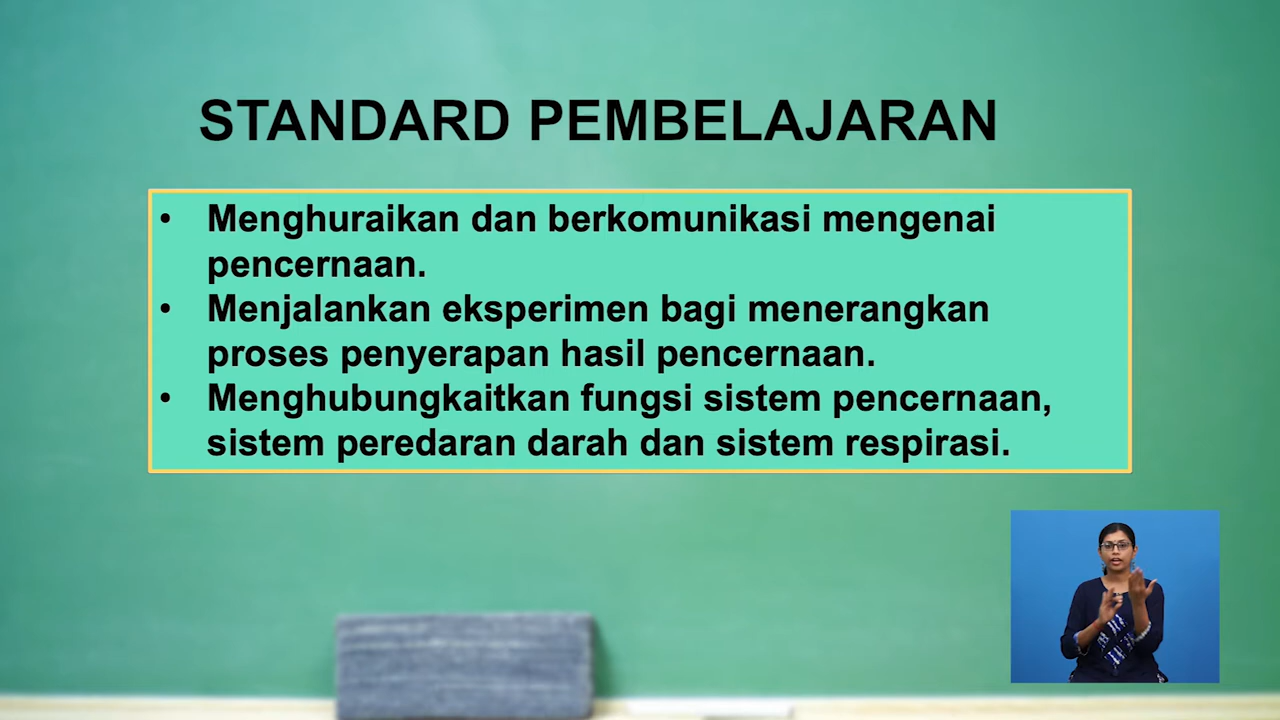 STANDARD PEMBELAJARAN
• Menghuraikan dan berkomunikasi mengenai
pencernaan.
• Menjalankan eksperimen bagi menerangkan
proses penyerapan hasil pencernaan.
• Menghubungkaitkan fungsi sistem pencernaan,
sistem peredaran darah dan sistem respirasi.